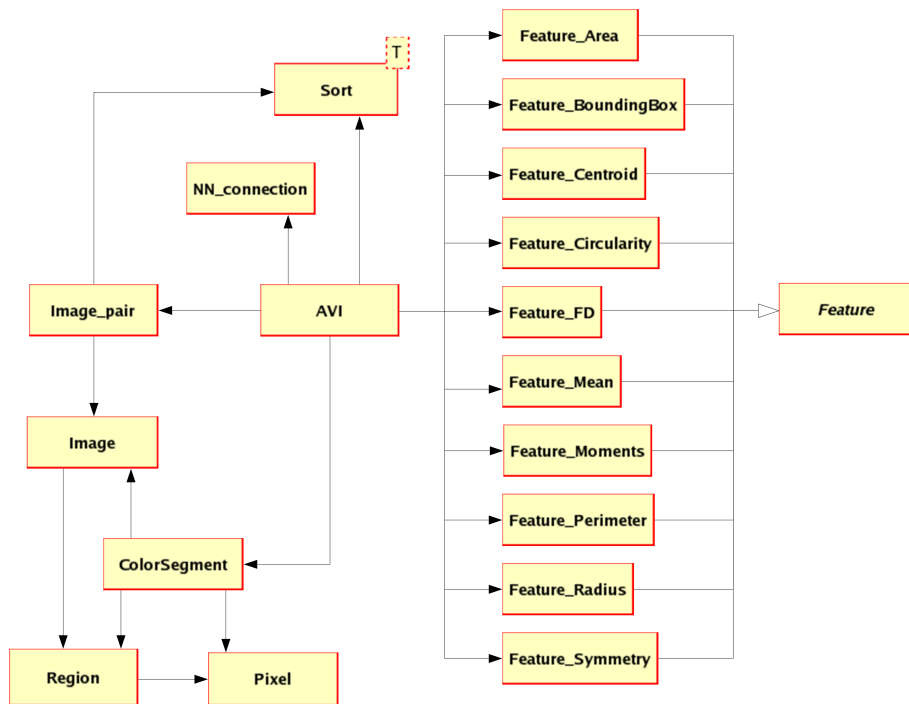 T
Sort
NN_connection
Image_pair
AVI
Image
ColorSegment
Region
Pixel
Feature_Area
Feature_BoundingBox
Feature_Centroid
Feature_Circularity
Feature_FD
Feature_Mean
Feature_Moments
Feature_Perimeter
Feature_Radius
Feature_Symmetry
Feature